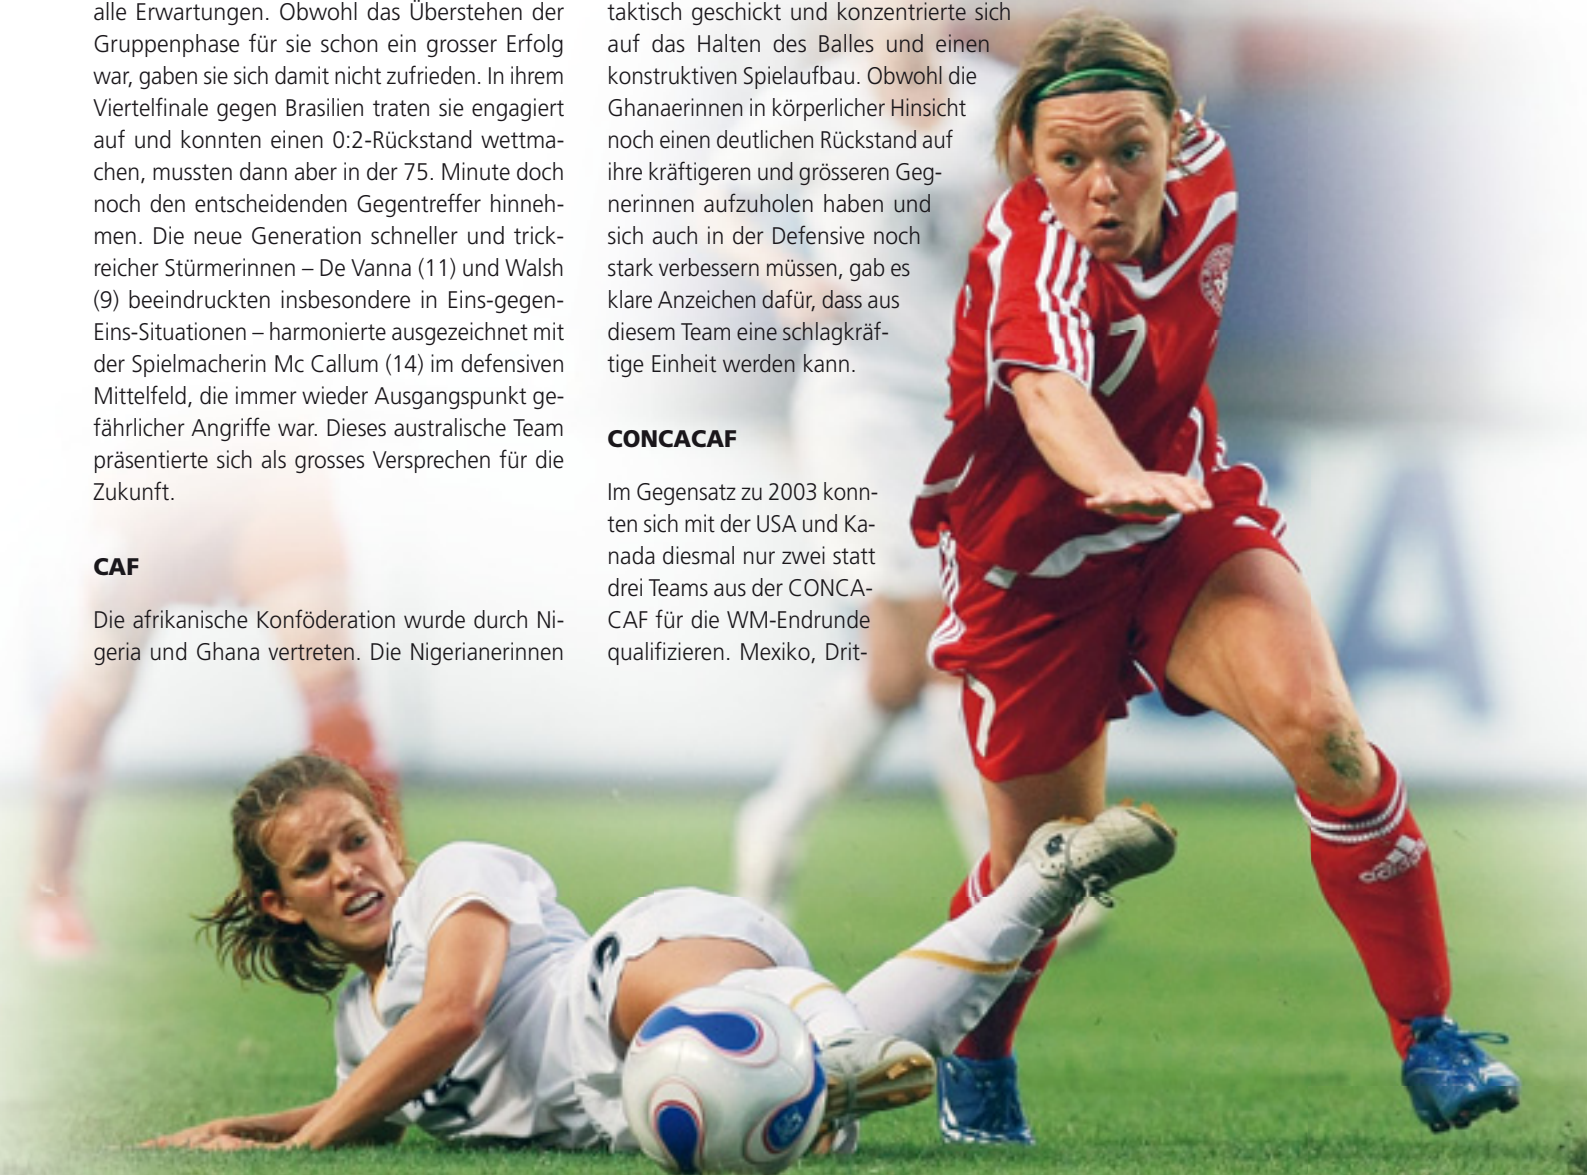 alle Erwartungen. Obwohl das Überstehen der
Gruppenphase für sie schon ein grosser Erfolg
war, gaben sie sich damit nicht zufrieden. In ihrem
Viertelfinale gegen Brasilien traten sie engagiert
auf und konnten einen 0:2-Rückstand wettma-
chen, mussten dann aber in der 75. Minute doch
noch den entscheidenden Gegentreffer hinneh-
men. Die neue Generation schneller und trick-
reicher Stürmerinnen – De Vanna (11) und Walsh
(9) beeindruckten insbesondere in Eins-gegen-
Eins-Situationen – harmonierte ausgezeichnet mit
der Spielmacherin Mc Callum (14) im defensiven
Mittelfeld, die immer wieder Ausgangspunkt ge-
fährlicher Angriffe war. Dieses australische Team
präsentierte sich als grosses Versprechen für die
Zukunft.
CAF
Die afrikanische Konföderation wurde durch Ni-
geria und Ghana vertreten. Die Nigerianerinnen
taktisch geschickt und konzentrierte sich
auf das Halten des Balles und einen
konstruktiven Spielaufbau. Obwohl die
Ghanaerinnen in körperlicher Hinsicht
noch einen deutlichen Rückstand auf
ihre kräftigeren und grösseren Geg-
nerinnen aufzuholen haben und
sich auch in der Defensive noch
stark verbessern müssen, gab es
klare Anzeichen dafür, dass aus
diesem Team eine schlagkräf-
tige Einheit werden kann.
CONCACAF
Im Gegensatz zu 2003 konn-
ten sich mit der USA und Ka-
nada diesmal nur zwei statt
drei Teams aus der CONCA-
CAF für die WM-Endrunde
qualifizieren. Mexiko, Drit-
7
7
adidas
A